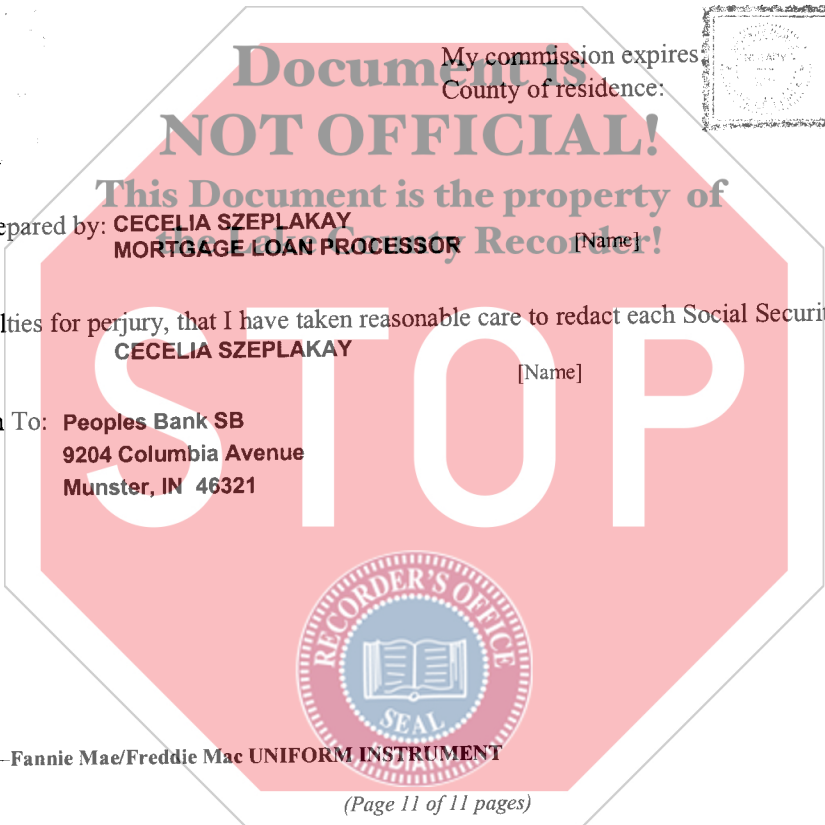 Document is
My commission expires
County of residence:
NOT OFFICIAL!
This Document is the property of
epared by: CECELIA SZEPLAKAY
MORTGAGE LOAN PROCESSOR
the Lake County Recorder!
[Name]
lties for perjury, that I have taken reasonable care to redact each Social Securit
CECELIA SZEPLAKAY
[Name]
To: Peoples Bank SB
9204 Columbia Avenue
Munster, IN 46321
STOP
RECORDER'S OFFICE
SEAL
INDIANA
–Fannie Mae/Freddie Mac UNIFORM INSTRUMENT
(Page 11 of 11 pages)